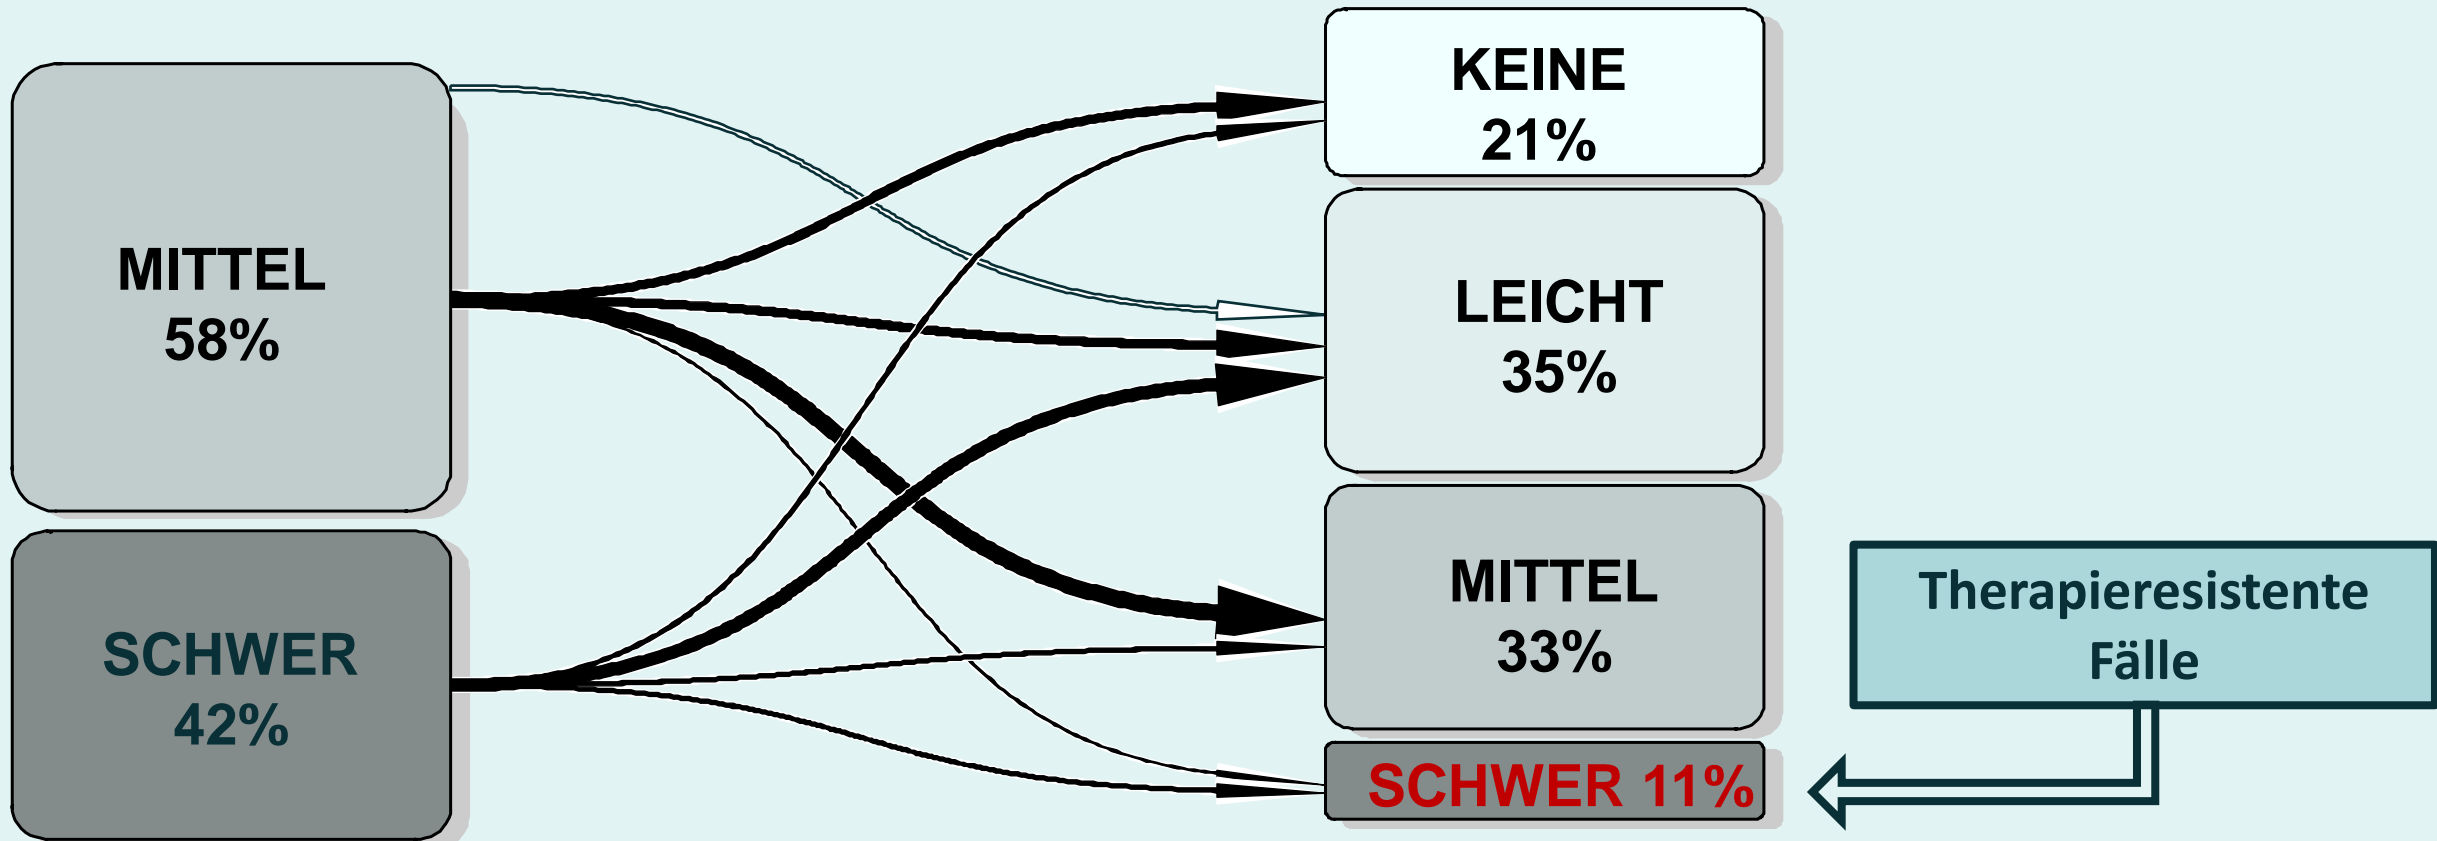 MITTEL
58%
SCHWER
42%
KEINE
21%
LEICHT
35%
MITTEL
33%
SCHWER 11%
Therapieresistente
Fälle